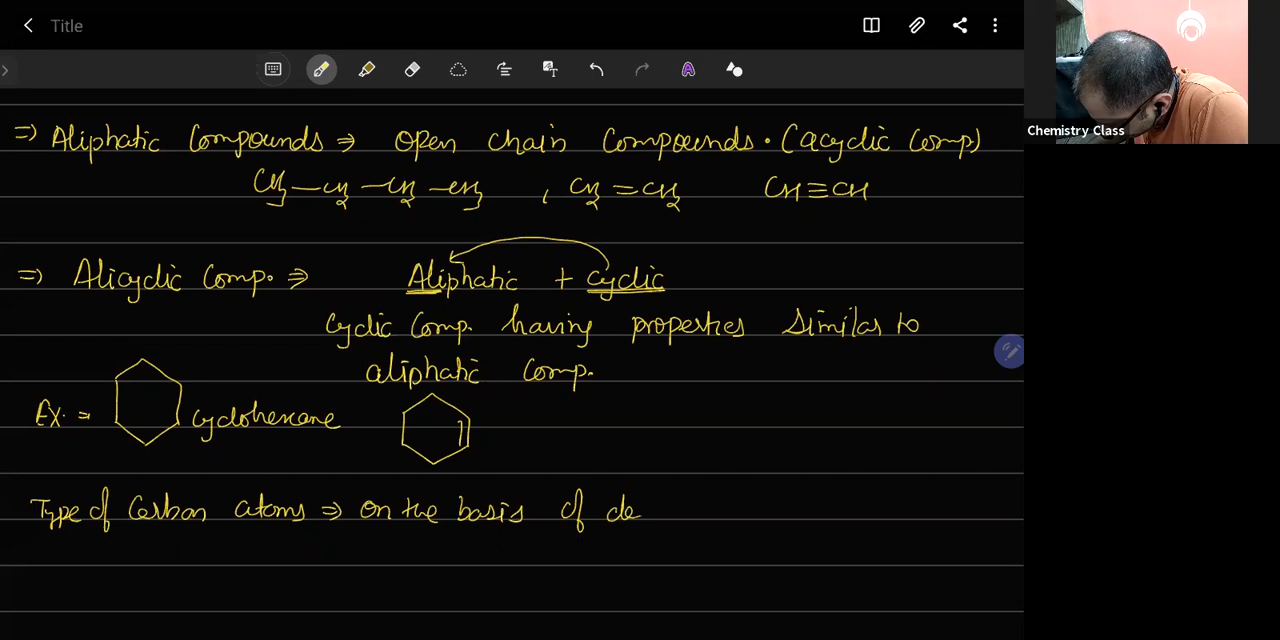 Title
Chemistry Class
⇒ Aliphatic Compounds ⇒ Open chain Compounds. (acyclic Comp)
CH₃—CH₂—CH₂—CH₃ , CH₂=CH₂ CH≡CH
⇒ Alicyclic Comp. ⇒ Aliphatic + cyclic
Cyclic Comp. having properties similar to
aliphatic comp.
Ex. = cyclohexane
Type of Carbon atoms ⇒ on the basis of de